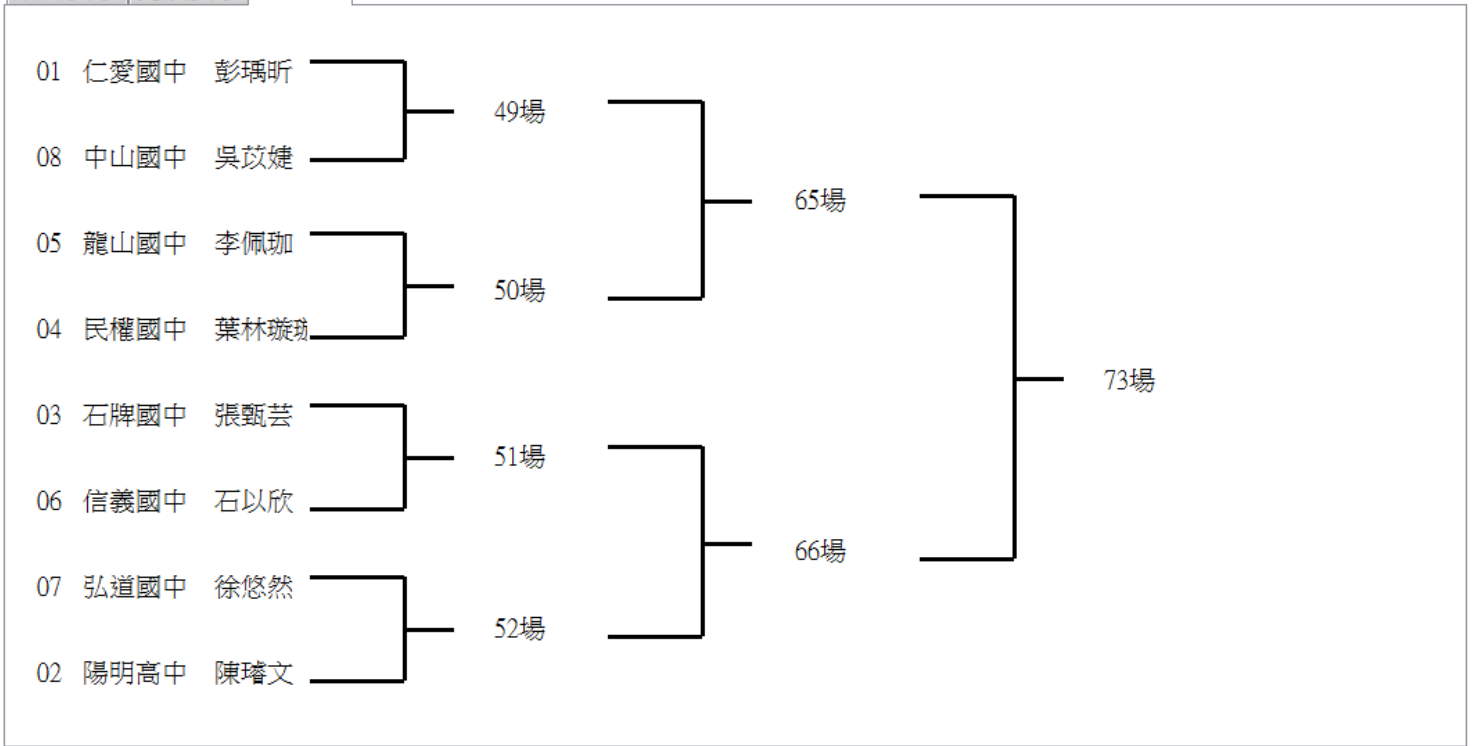 01 仁愛國中 彭瑀昕
49場
08 中山國中 吳苡婕
65場
05 龍山國中 李佩珈
50場
04 民權國中 葉林璇
73場
03 石牌國中 張甄芸
51場
06 信義國中 石以欣
66場
07 弘道國中 徐悠然
52場
02 陽明高中 陳璿文